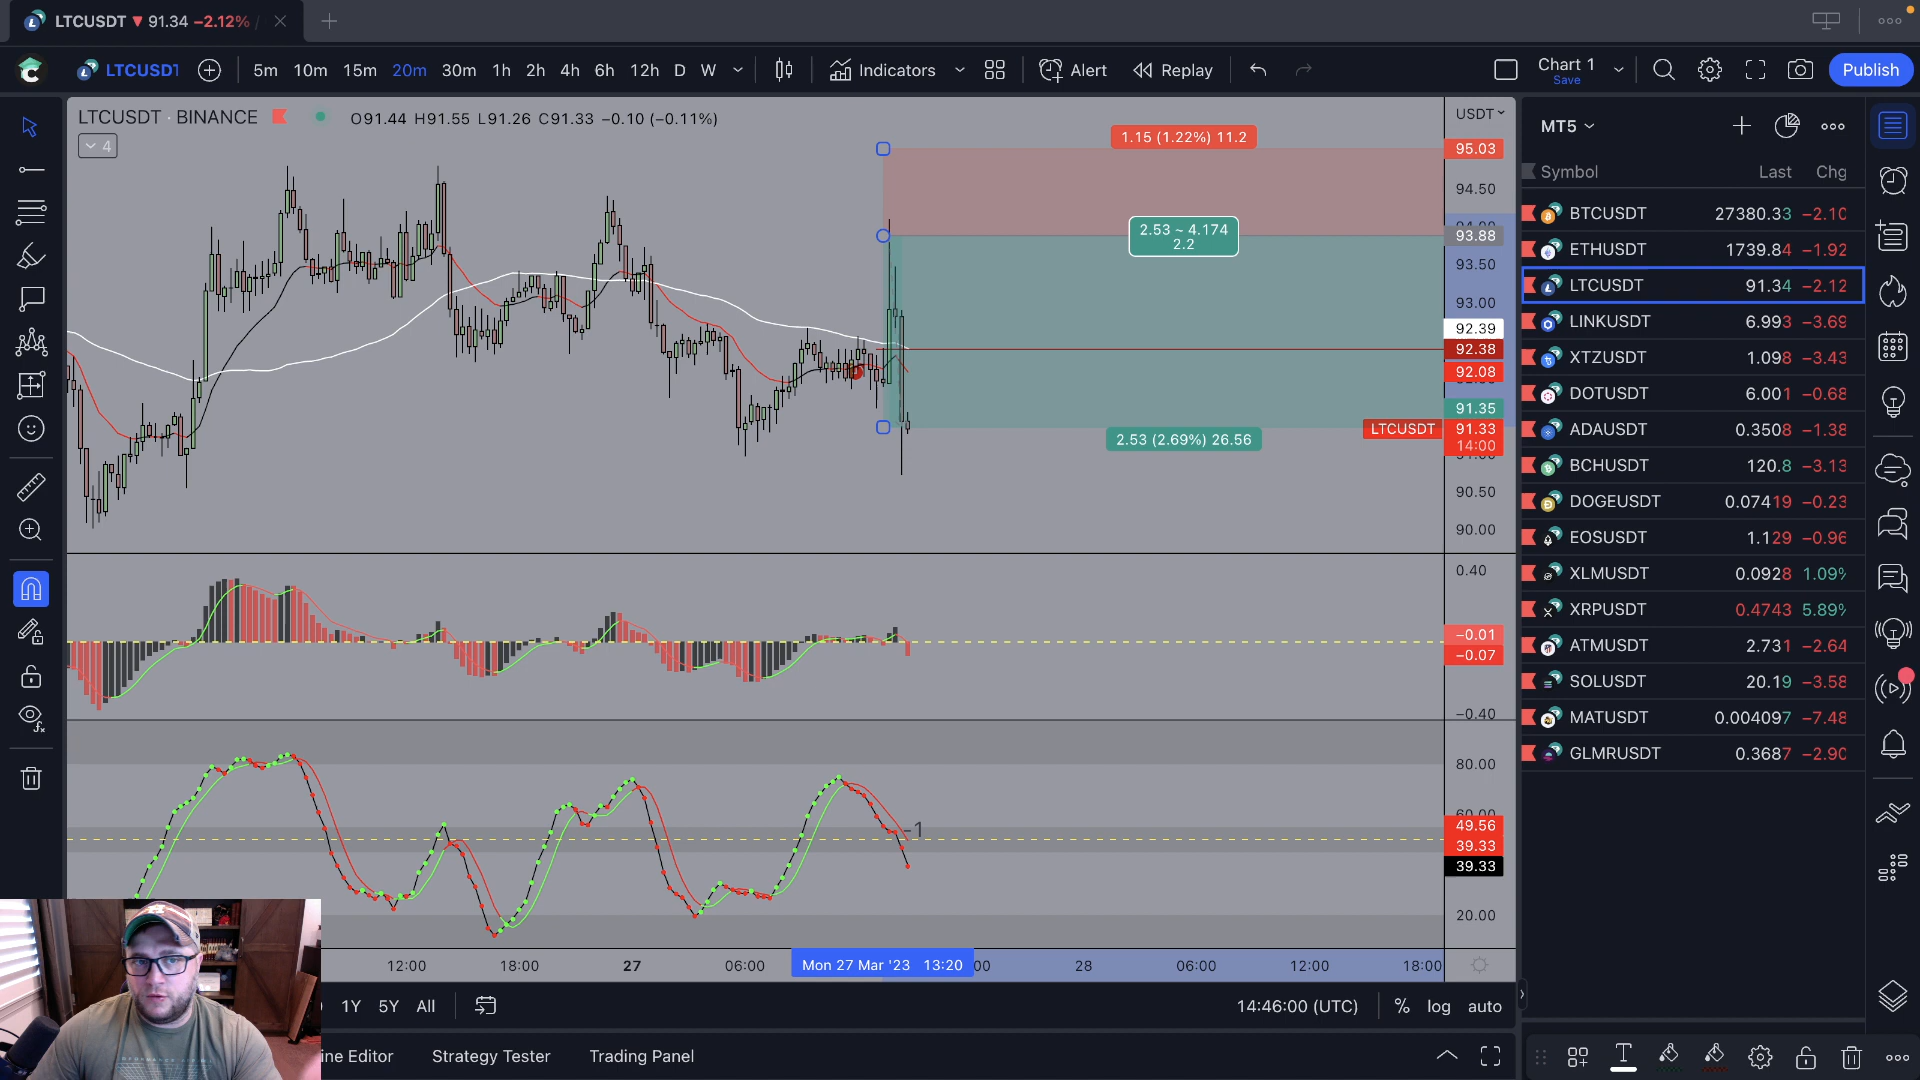 LTCUSDT ▼ 91.34 −2.12% /
LTCUSDT
5m 10m 15m 20m 30m 1h 2h 4h 6h 12h D W
Indicators
Alert
Replay
Chart 1
Save
Publish
LTCUSDT · BINANCE
O91.44 H91.55 L91.26 C91.33 −0.10 (−0.11%)
4
1.15 (1.22%) 11.2
2.53 ~ 4.174
2.2
2.53 (2.69%) 26.56
USDT
95.03
94.50
93.88
93.50
93.00
92.39
92.38
92.08
91.35
LTCUSDT 91.33
14:00
90.50
90.00
0.40
−0.01
−0.07
−0.40
80.00
60.00
49.56
39.33
39.33
20.00
-1
12:00 18:00 27 06:00 Mon 27 Mar '23 13:20 28 06:00 12:00 18:00
1Y 5Y All
14:46:00 (UTC) % log auto
ine Editor Strategy Tester Trading Panel
MT5
Symbol Last Chg
BTCUSDT 27380.33 −2.10
ETHUSDT 1739.84 −1.92
LTCUSDT 91.34 −2.12
LINKUSDT 6.993 −3.69
XTZUSDT 1.098 −3.43
DOTUSDT 6.001 −0.68
ADAUSDT 0.3508 −1.38
BCHUSDT 120.8 −3.13
DOGEUSDT 0.07419 −0.23
EOSUSDT 1.129 −0.96
XLMUSDT 0.0928 1.09%
XRPUSDT 0.4743 5.89%
ATMUSDT 2.731 −2.64
SOLUSDT 20.19 −3.58
MATUSDT 0.004097 −7.48
GLMRUSDT 0.3687 −2.90